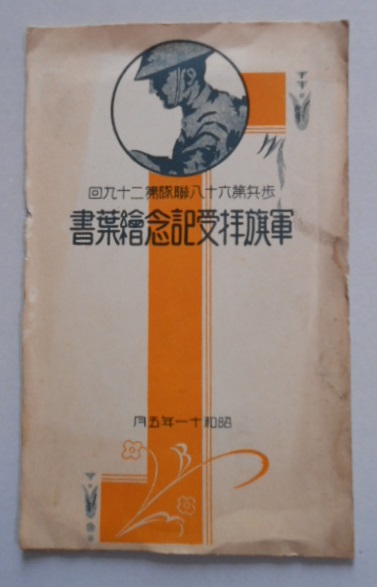 歩兵第六十八聯隊第二十九回
軍旗拝受記念繪葉書
昭和十一年五月